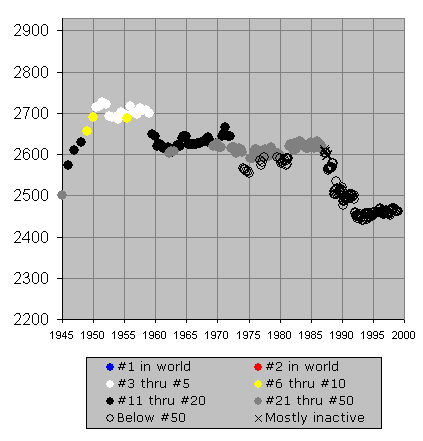 2900
2800
2700
2600
2500
2400
2300
2200
1945 1950 1955 1960 1965 1970 1975 1980 1985 1990 1995 2000
#1 in world #2 in world
#3 thru #5 #6 thru #10
#11 thru #20 #21 thru #50
Below #50 Mostly inactive